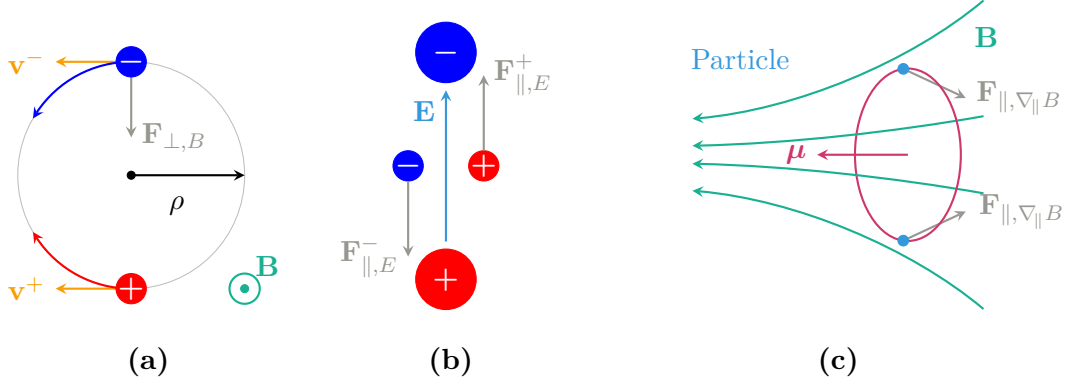 v⁻
−
F⊥,B
ρ
v⁺
+
B
(a)
−
F⁺∥,E
E
−
+
F⁻∥,E
+
(b)
B
Particle
F∥,∇∥B
μ
F∥,∇∥B
(c)